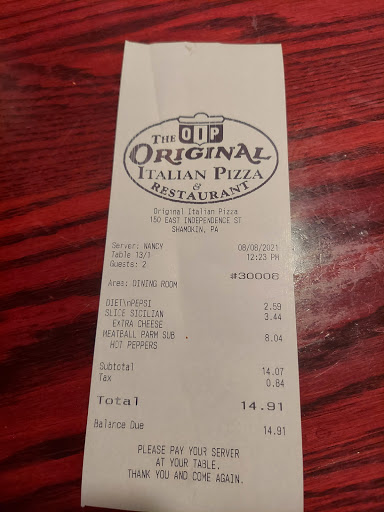 OIP
THE
ORIGINAL
ITALIAN PIZZA
&
RESTAURANT
Original Italian Pizza
150 EAST INDEPENDENCE ST
SHAMOKIN, PA
Server: NANCY 08/08/2021
Table 13/1 12:23 PM
Guests: 2
#30008
Area: DINING ROOM
DIET\nPEPSI 2.59
SLICE SICILIAN 3.44
EXTRA CHEESE
MEATBALL PARM SUB 8.04
HOT PEPPERS
Subtotal 14.07
Tax 0.84
Total 14.91
Balance Due 14.91
PLEASE PAY YOUR SERVER
AT YOUR TABLE.
THANK YOU AND COME AGAIN.